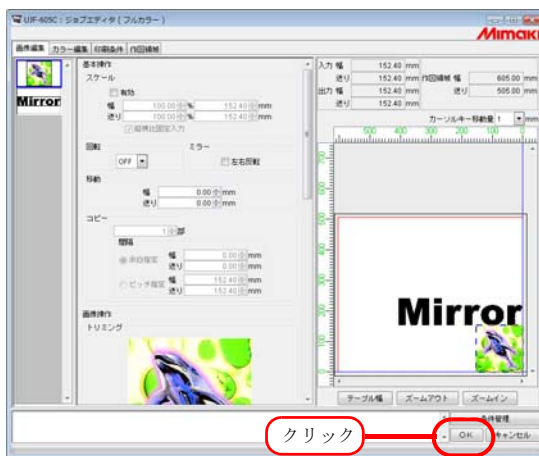 UJF-605C : ジョブエディタ ( フルカラー )
Mimaki
画像編集 カラー編集 印刷条件 作図領域
Mirror
基本操作
スケール
有効
幅 100.00 % 152.40 mm
送り 100.00 % 152.40 mm
縦横比固定入力
回転 ミラー
OFF 左右反転
移動
幅 0.00 mm
送り 0.00 mm
コピー
1 部
間隔
余白指定 幅 0.00 mm
送り 0.00 mm
ピッチ指定 幅 152.40 mm
送り 152.40 mm
画像操作
トリミング
入力 幅 152.40 mm
送り 152.40 mm 作図領域 幅 605.00 mm
出力 幅 152.40 mm 送り 505.00 mm
送り 152.40 mm
カーソルキー移動量 1 mm
500 400 300 200 100 0
Mirror
テーブル幅 ズームアウト ズームイン
条件管理
OK キャンセル
クリック